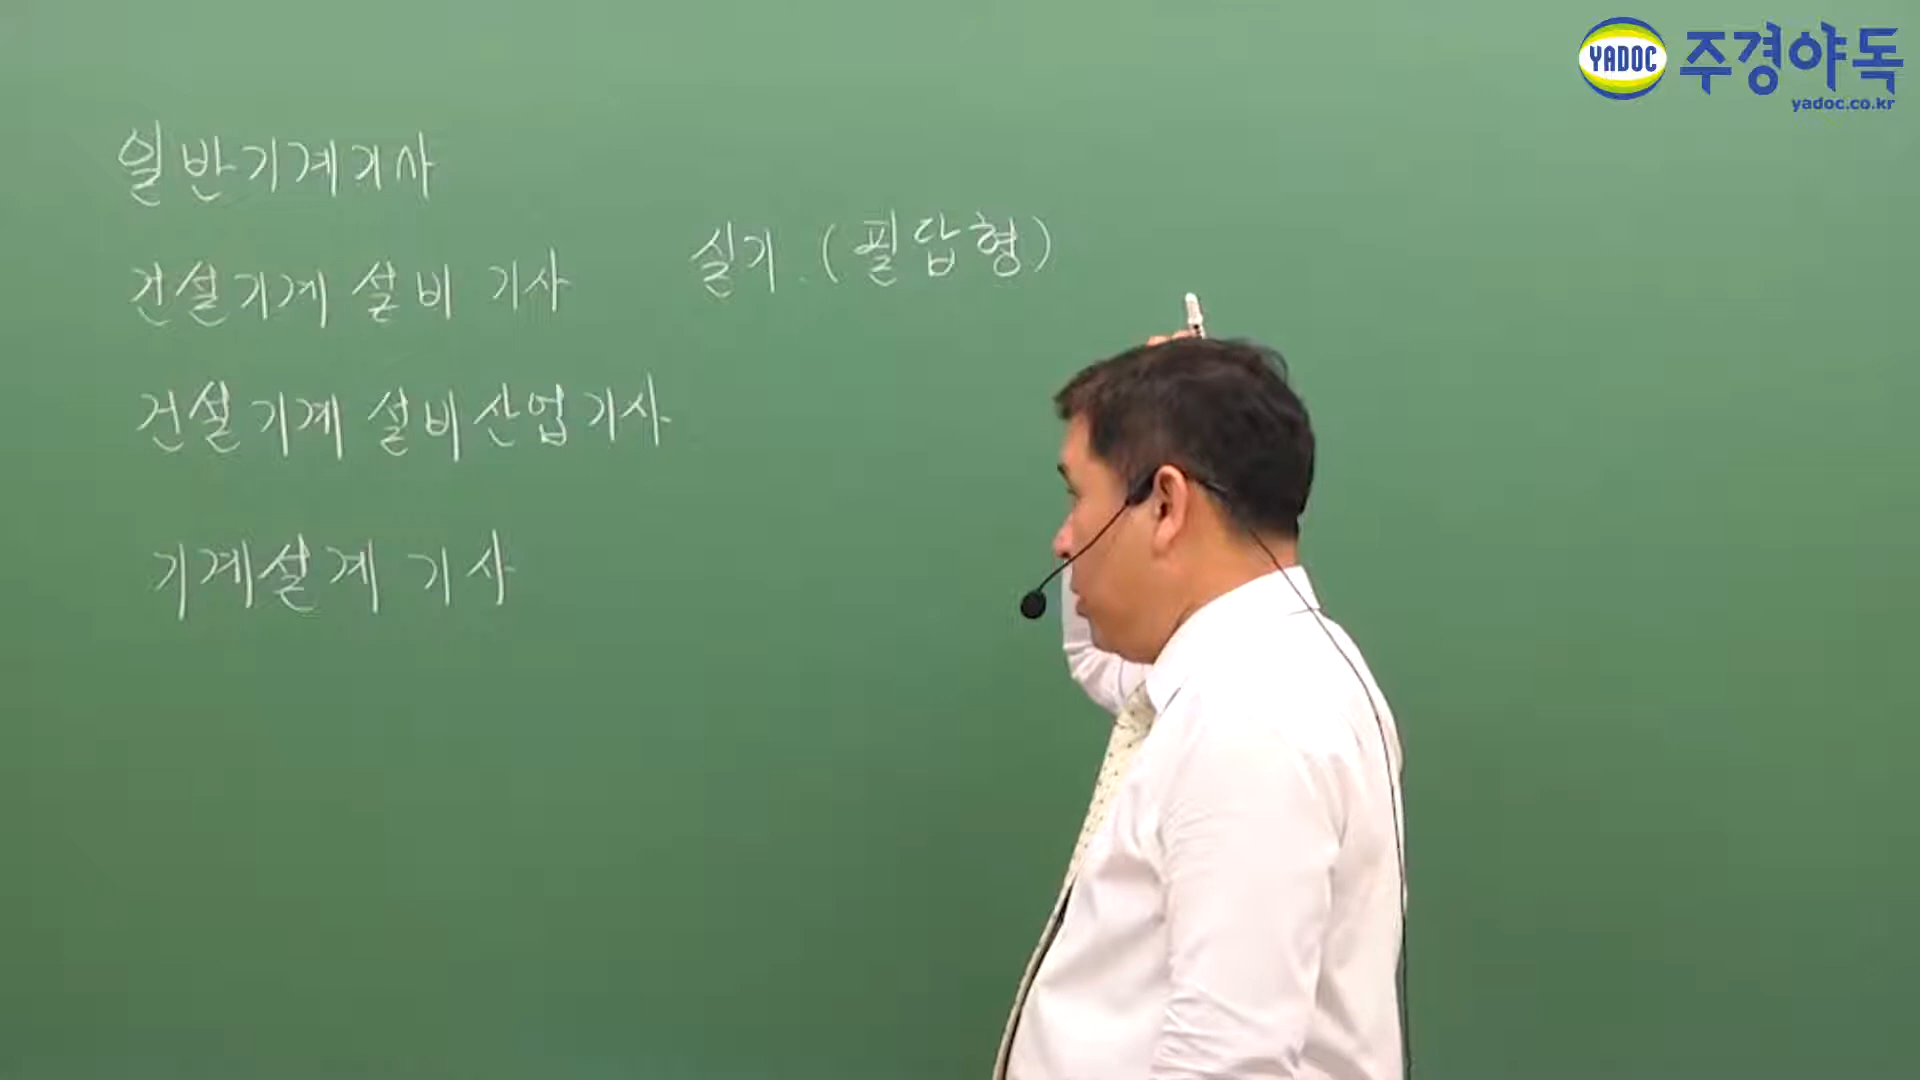 YADOC 주경야독
yadoc.co.kr
일반기계기사
실기. (필답형)
건설기계 설비 기사
건설기계 설비산업기사
기계설계 기사